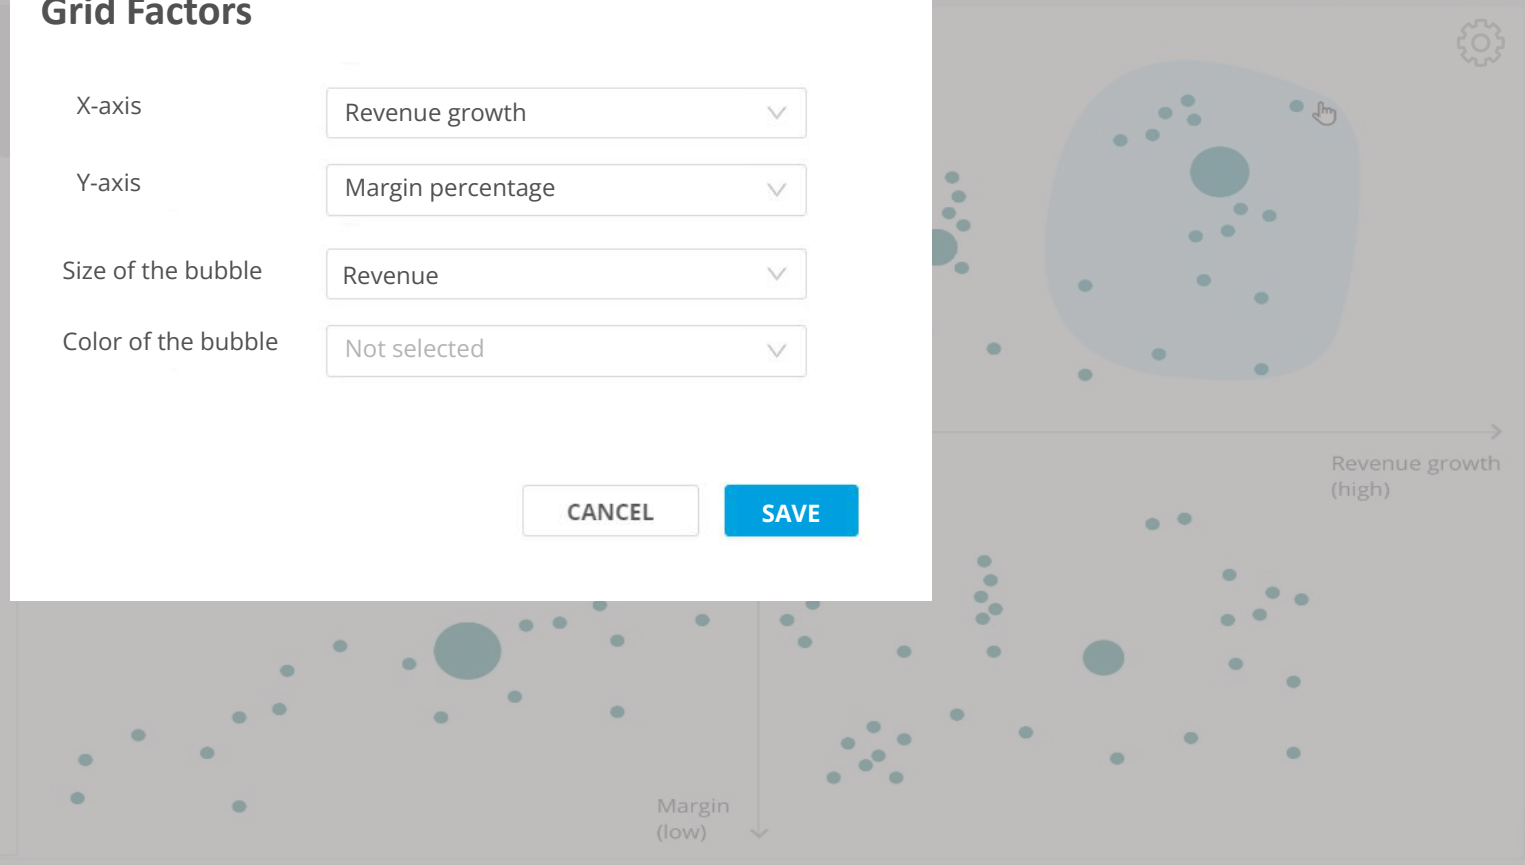 Grid Factors
X-axis
Revenue growth
Y-axis
Margin percentage
Size of the bubble
Revenue
Color of the bubble
Not selected
CANCEL
SAVE
Revenue growth
(high)
Margin
(low)